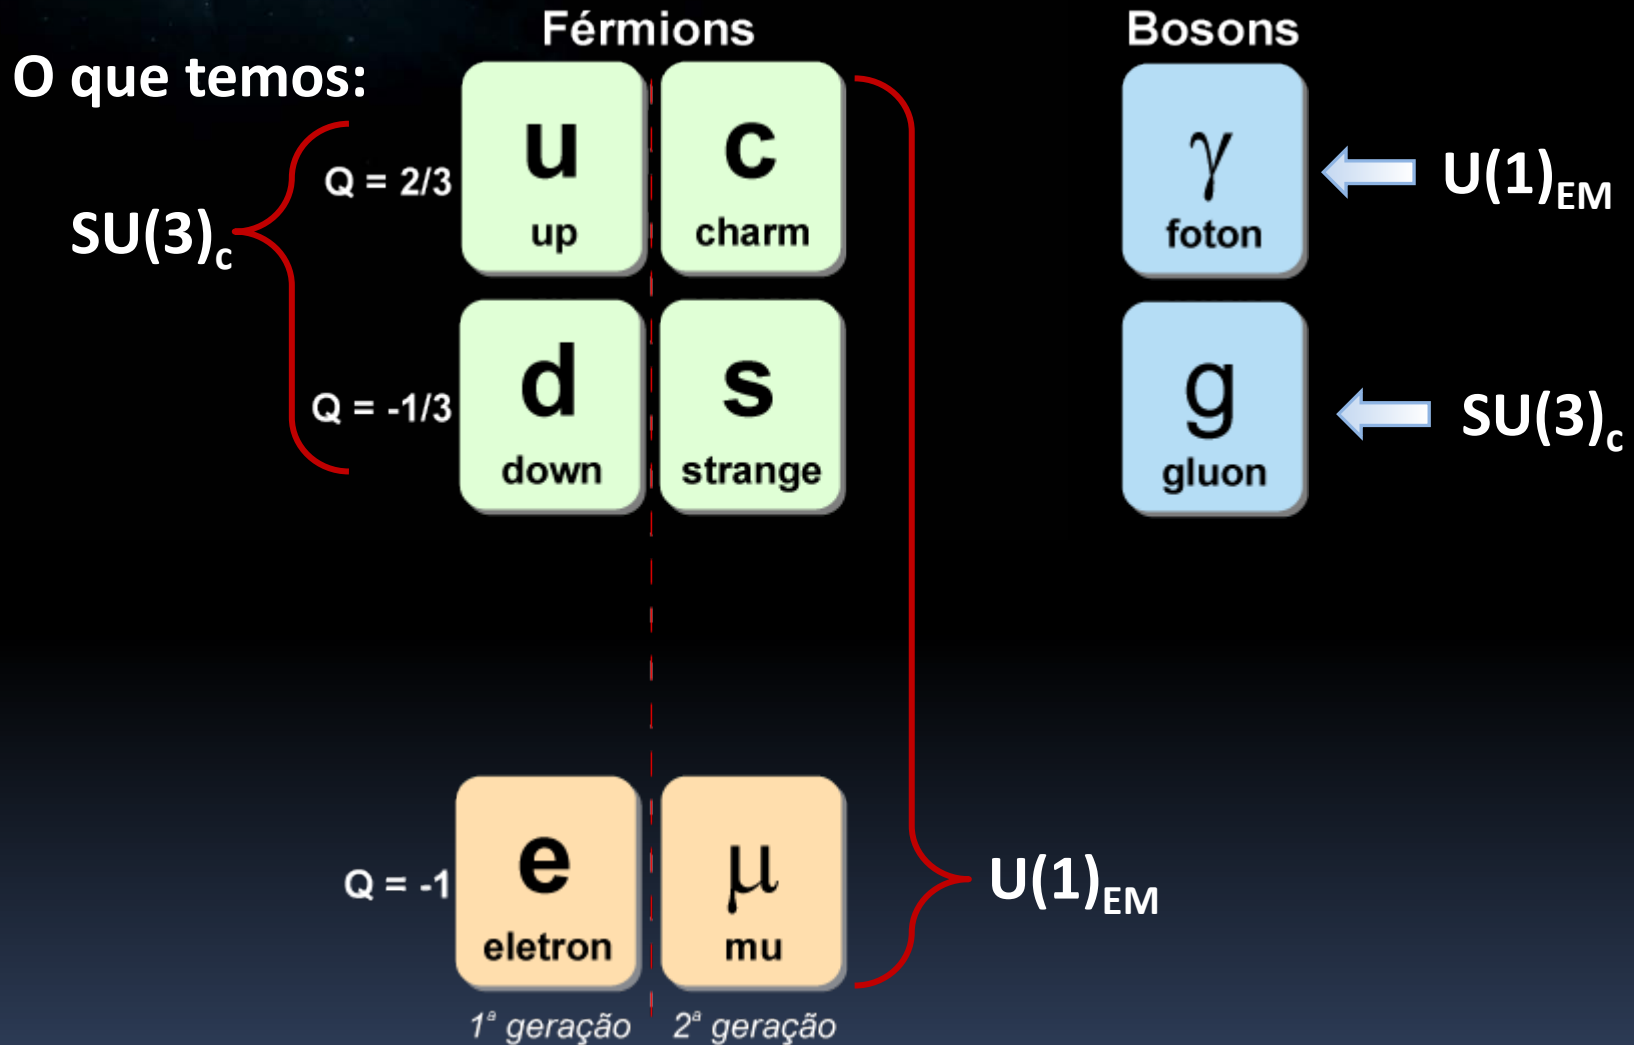 Férmions
Bosons
O que temos:
SU(3)c
Q = 2/3
u
up
c
charm
γ
foton
U(1)EM
Q = -1/3
d
down
s
strange
g
gluon
SU(3)c
Q = -1
e
eletron
μ
mu
U(1)EM
1ª geração
2ª geração